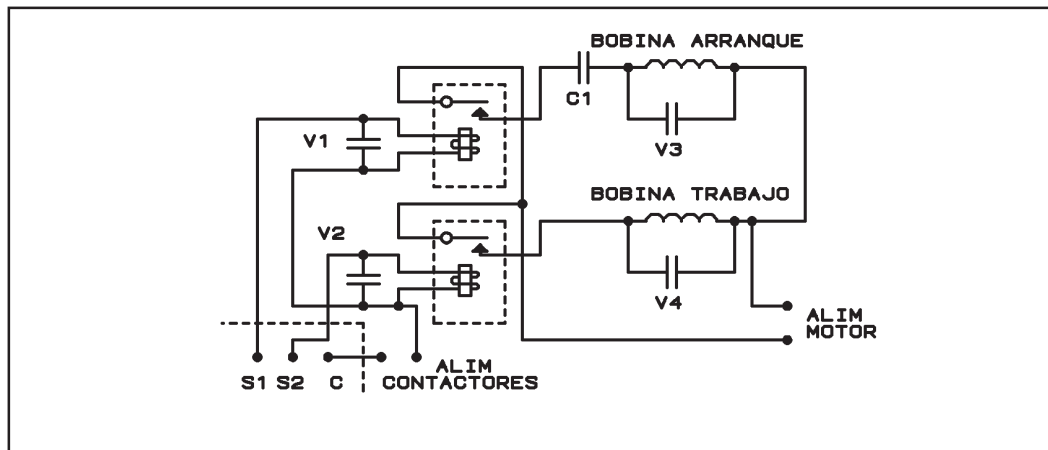 BOBINA ARRANQUE
C1
V1
V3
BOBINA TRABAJO
V2
V4
ALIM
MOTOR
ALIM
S1 S2 C CONTACTORES